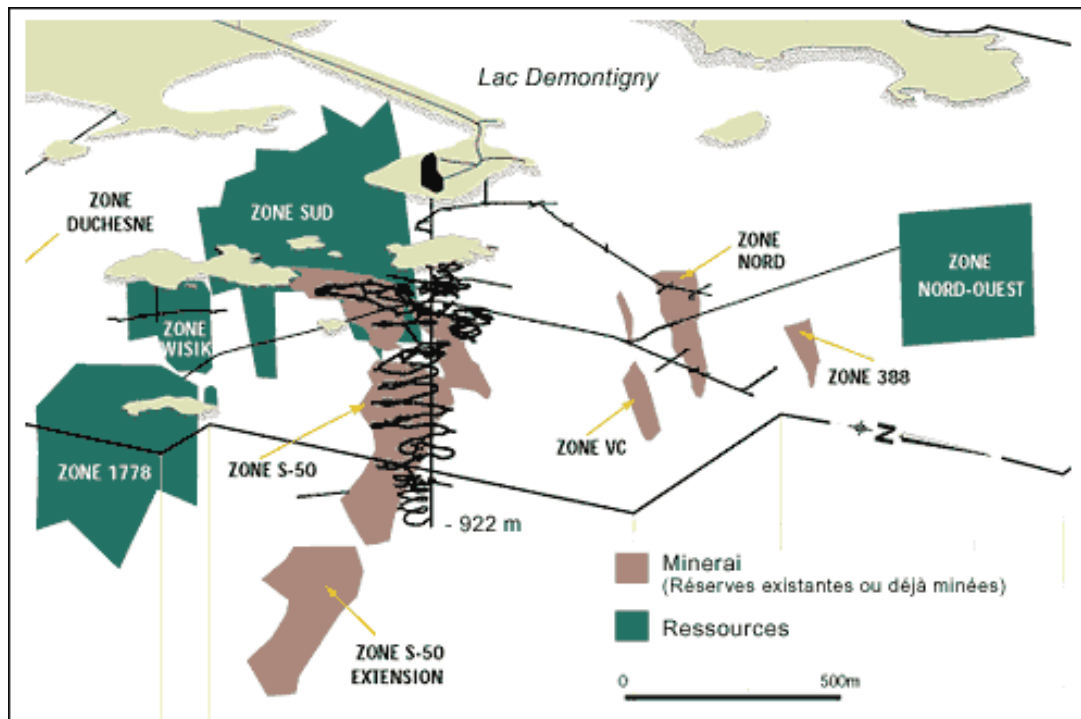 Lac Demontigny
ZONE
DUCHESNE
ZONE SUD
ZONE
NORD
ZONE
NORD-OUEST
ZONE
WISIK
ZONE 388
ZONE 1778
ZONE S-50
ZONE VC
N
- 922 m
Minerai
(Réserves existantes ou déjà minées)
Ressources
ZONE S-50
EXTENSION
0 500m